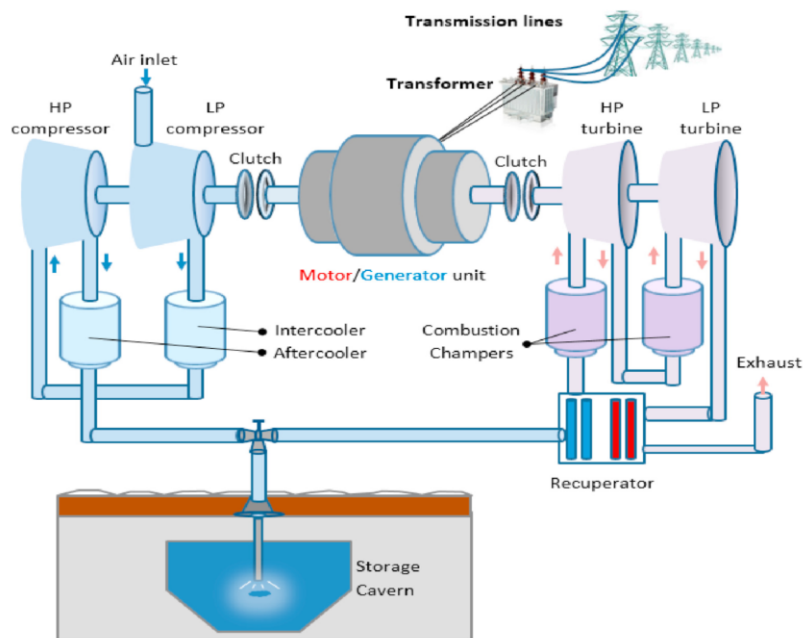 Transmission lines
Air inlet
Transformer
HP
compressor
LP
compressor
HP
turbine
LP
turbine
Clutch
Clutch
Motor/Generator unit
Intercooler
Aftercooler
Combustion
Champers
Exhaust
Recuperator
Storage
Cavern